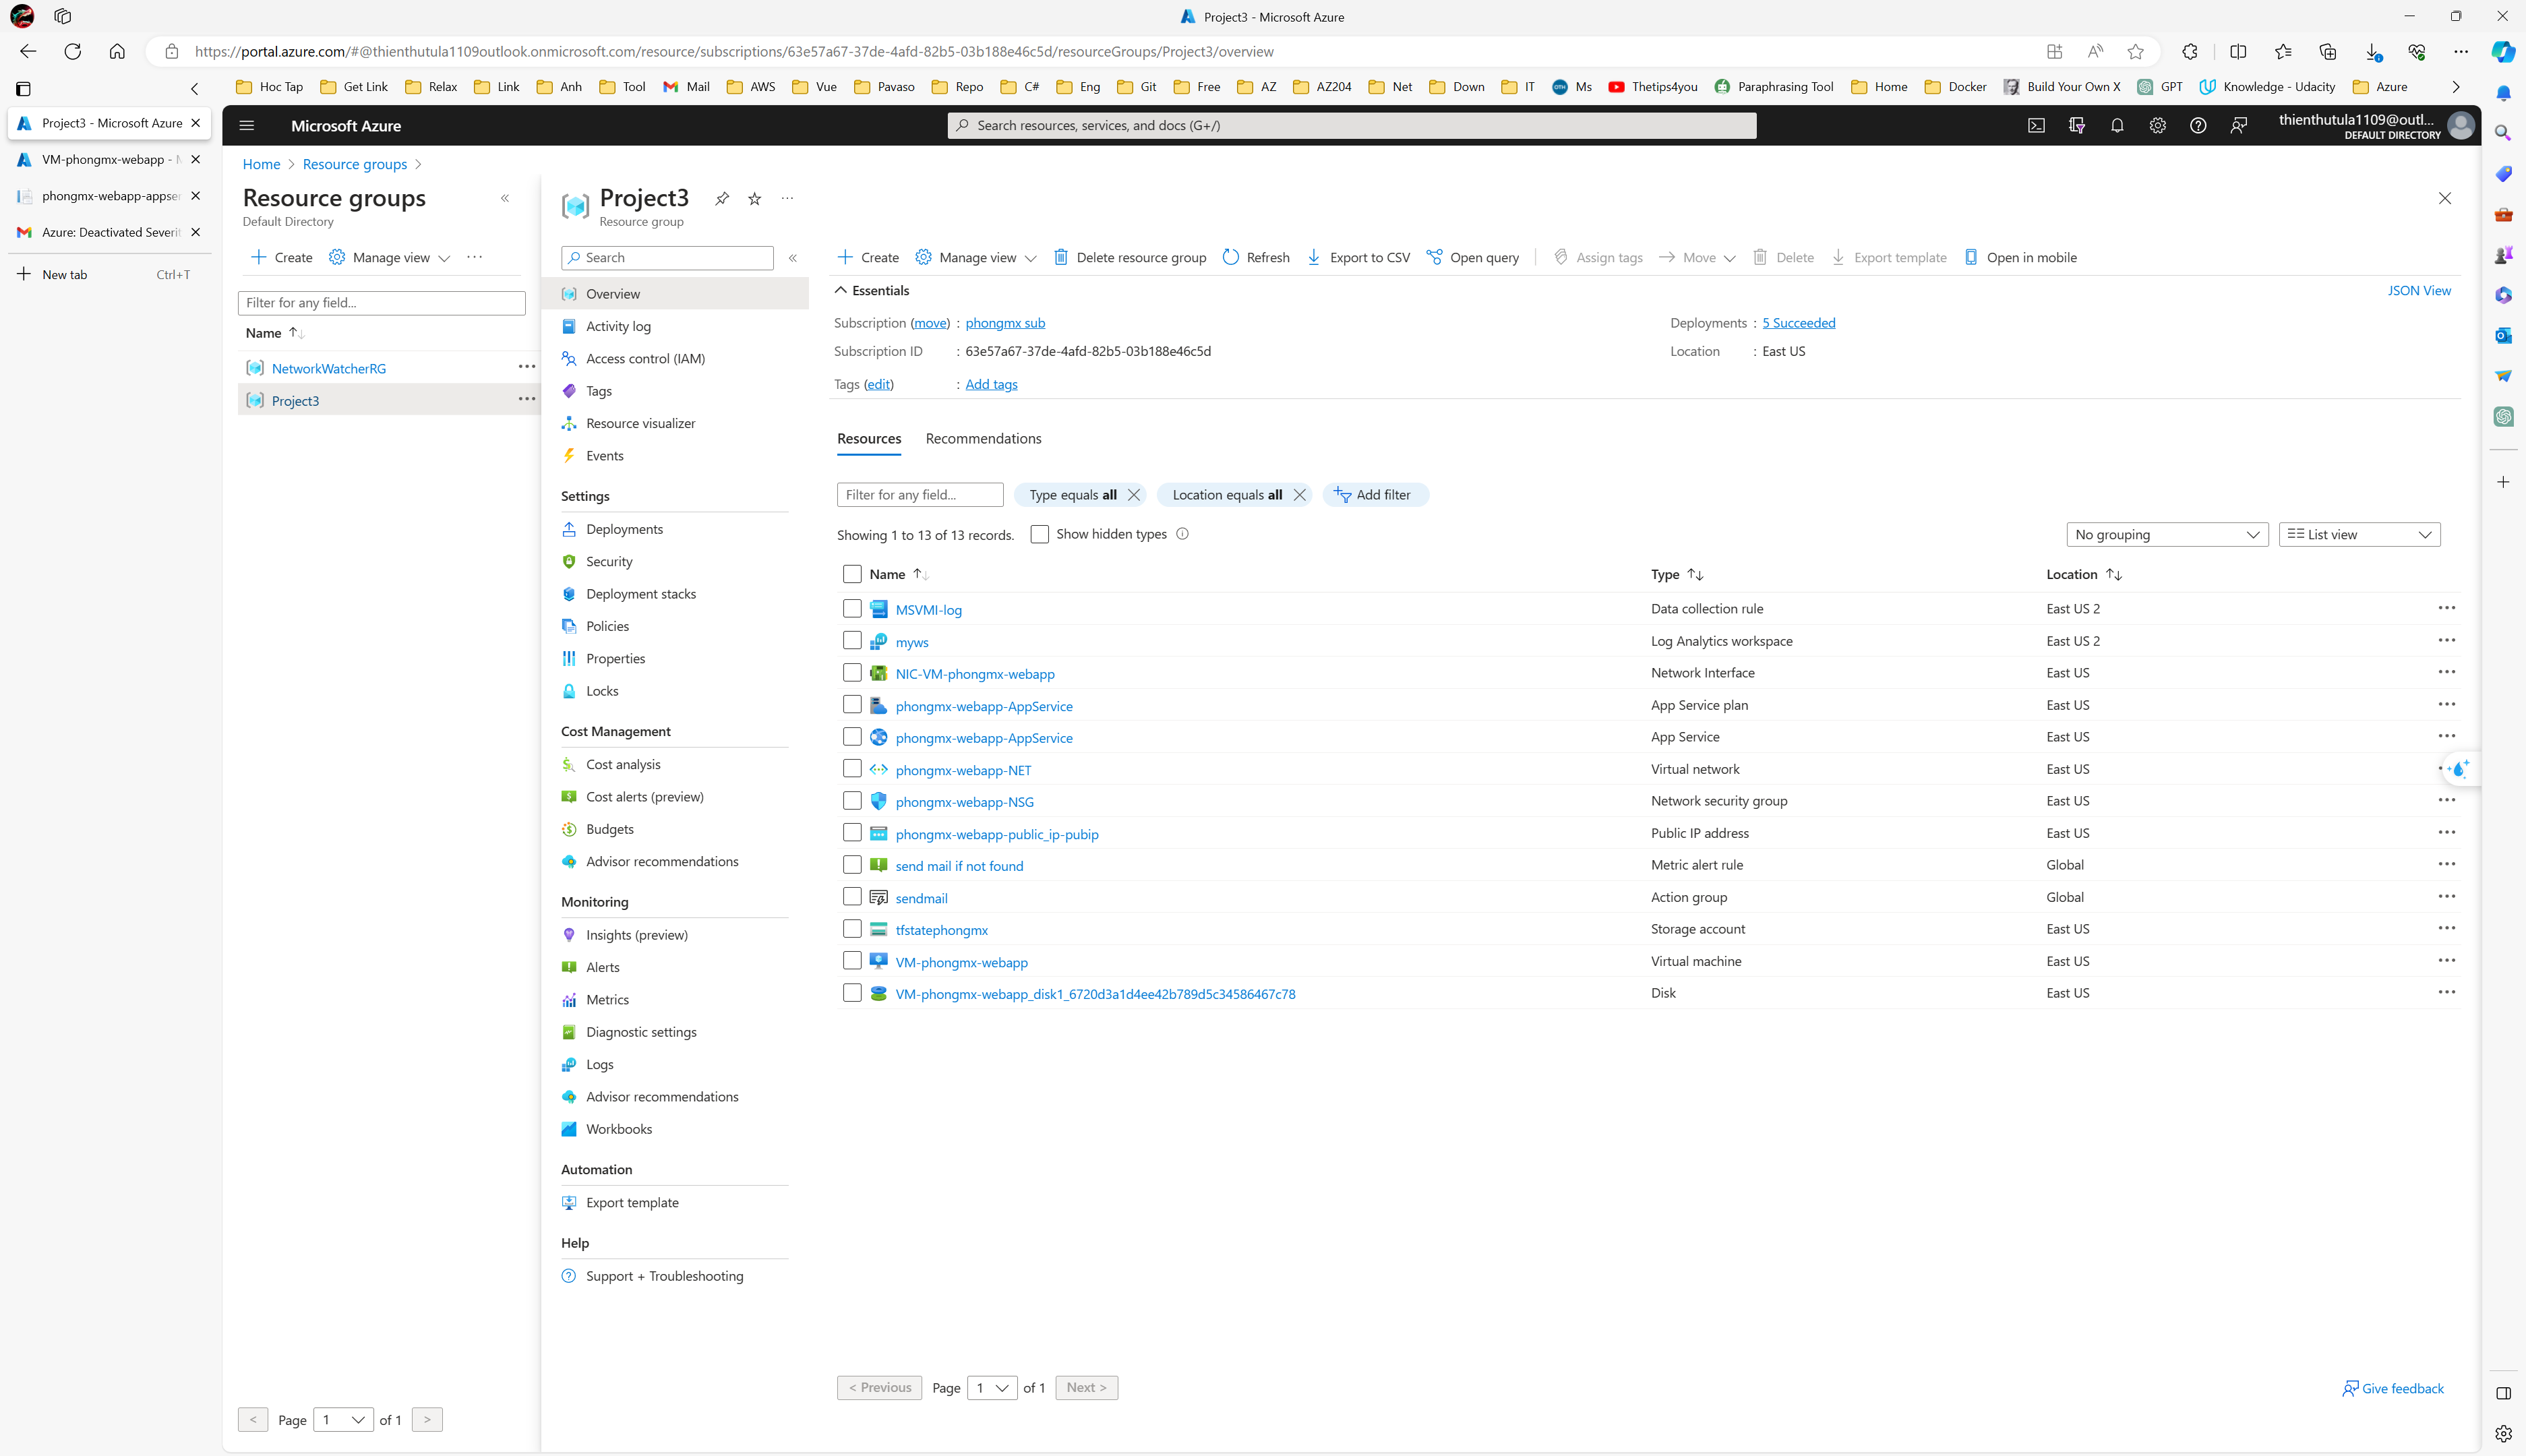 Project3 - Microsoft Azure
https://portal.azure.com/#@thienthutula1109outlook.onmicrosoft.com/resource/subscriptions/63e57a67-37de-4afd-82b5-03b188e46c5d/resourceGroups/Project3/overview
Hoc Tap Get Link Relax Link Anh Tool Mail AWS Vue Pavaso Repo C# Eng Git Free AZ AZ204 Net Down IT Ms Thetips4you Paraphrasing Tool Home Docker Build Your Own X GPT Knowledge - Udacity Azure
Project3 - Microsoft Azure
VM-phongmx-webapp -
phongmx-webapp-appser
Azure: Deactivated Severit
New tab Ctrl+T
Microsoft Azure
Search resources, services, and docs (G+/)
thienthutula1109@outl...
DEFAULT DIRECTORY
Home > Resource groups >
Resource groups
Default Directory
Create Manage view ...
Filter for any field...
Name
NetworkWatcherRG
Project3
< Page 1 of 1 >
Project3
Resource group
Search
Overview
Activity log
Access control (IAM)
Tags
Resource visualizer
Events
Settings
Deployments
Security
Deployment stacks
Policies
Properties
Locks
Cost Management
Cost analysis
Cost alerts (preview)
Budgets
Advisor recommendations
Monitoring
Insights (preview)
Alerts
Metrics
Diagnostic settings
Logs
Advisor recommendations
Workbooks
Automation
Export template
Help
Support + Troubleshooting
Create Manage view Delete resource group Refresh Export to CSV Open query Assign tags Move Delete Export template Open in mobile
Essentials
JSON View
Subscription (move) : phongmx sub
Deployments : 5 Succeeded
Subscription ID : 63e57a67-37de-4afd-82b5-03b188e46c5d
Location : East US
Tags (edit) : Add tags
Resources Recommendations
Filter for any field... Type equals all Location equals all Add filter
Showing 1 to 13 of 13 records. Show hidden types
No grouping List view
Name Type Location
MSVMI-log Data collection rule East US 2
myws Log Analytics workspace East US 2
NIC-VM-phongmx-webapp Network Interface East US
phongmx-webapp-AppService App Service plan East US
phongmx-webapp-AppService App Service East US
phongmx-webapp-NET Virtual network East US
phongmx-webapp-NSG Network security group East US
phongmx-webapp-public_ip-pubip Public IP address East US
send mail if not found Metric alert rule Global
sendmail Action group Global
tfstatephongmx Storage account East US
VM-phongmx-webapp Virtual machine East US
VM-phongmx-webapp_disk1_6720d3a1d4ee42b789d5c34586467c78 Disk East US
< Previous Page 1 of 1 Next >
Give feedback